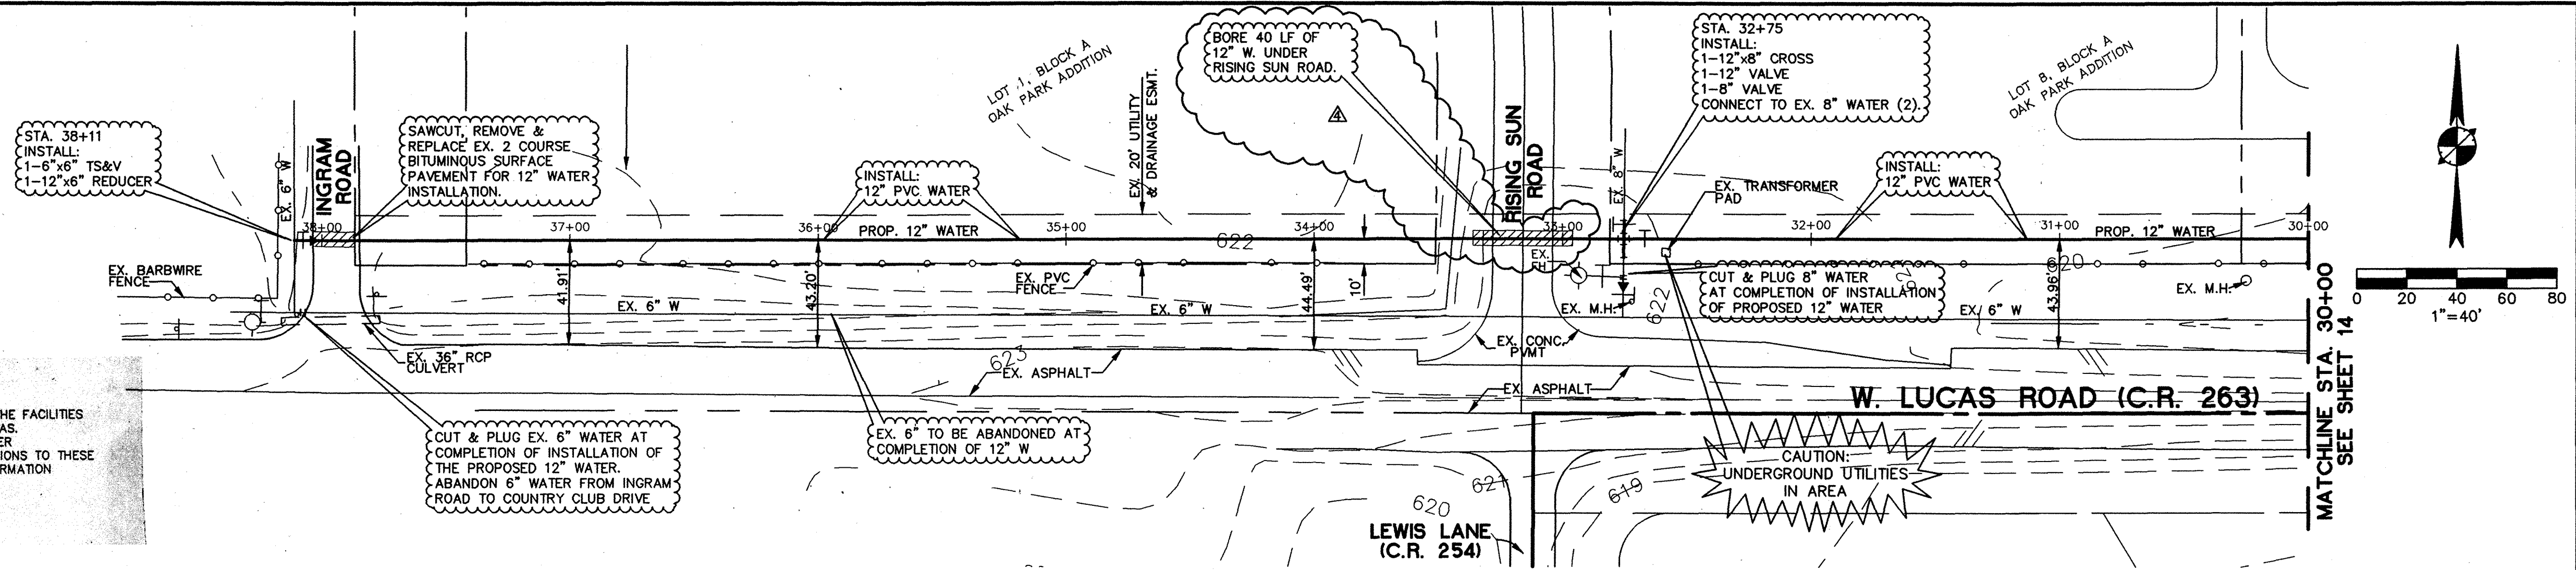 STA. 38+11
INSTALL:
1-6"x6" TS&V
1-12"x6" REDUCER
EX. 6" W
INGRAM
ROAD
SAWCUT, REMOVE &
REPLACE EX. 2 COURSE
BITUMINOUS SURFACE
PAVEMENT FOR 12" WATER
INSTALLATION.
INSTALL:
12" PVC WATER
LOT 1, BLOCK A
OAK PARK ADDITION
EX. 20' UTILITY
& DRAINAGE ESMT.
BORE 40 LF OF
12" W. UNDER
RISING SUN ROAD.
4
RISING SUN
ROAD
EX. 8" W
STA. 32+75
INSTALL:
1-12"x8" CROSS
1-12" VALVE
1-8" VALVE
CONNECT TO EX. 8" WATER (2).
EX. TRANSFORMER
PAD
INSTALL:
12" PVC WATER
LOT 8, BLOCK A
OAK PARK ADDITION
38+00
37+00
36+00
PROP. 12" WATER
35+00
622
34+00
33+00
32+00
31+00
PROP. 12" WATER
30+00
EX. BARBWIRE
FENCE
41.91'
43.20'
EX. PVC
FENCE
44.49'
10'
EX.
FH
EX. M.H.
622
CUT & PLUG 8" WATER
AT COMPLETION OF INSTALLATION
OF PROPOSED 12" WATER
620
43.96'
EX. M.H.
EX. 6" W
EX. 6" W
EX. 6" W
EX. 36" RCP
CULVERT
623
EX. ASPHALT
EX. CONC.
PVMT
EX. ASPHALT
W. LUCAS ROAD (C.R. 263)
MATCHLINE STA. 30+00
SEE SHEET 14
0 20 40 60 80
1"=40'
HE FACILITIES
AS.
ER
IONS TO THESE
RMATION
CUT & PLUG EX. 6" WATER AT
COMPLETION OF INSTALLATION OF
THE PROPOSED 12" WATER.
ABANDON 6" WATER FROM INGRAM
ROAD TO COUNTRY CLUB DRIVE
EX. 6" TO BE ABANDONED AT
COMPLETION OF 12" W
620
621
619
LEWIS LANE
(C.R. 254)
CAUTION:
UNDERGROUND UTILITIES
IN AREA